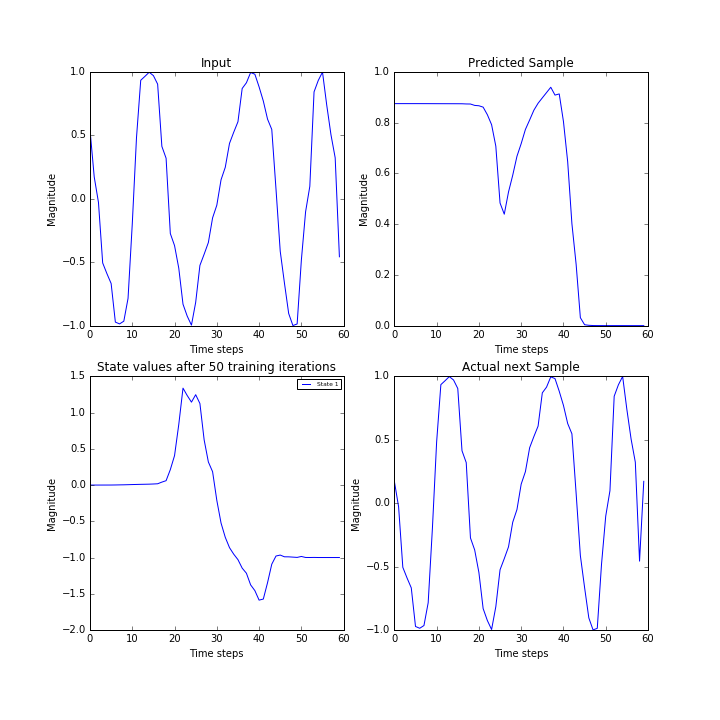 Input
Predicted Sample
1.0
0.5
0.0
−0.5
−1.0
Magnitude
0 10 20 30 40 50 60
Time steps
1.0
0.8
0.6
0.4
0.2
0.0
Magnitude
0 10 20 30 40 50 60
Time steps
State values after 50 training iterations
Actual next Sample
State 1
1.5
1.0
0.5
0.0
−0.5
−1.0
−1.5
−2.0
Magnitude
0 10 20 30 40 50 60
Time steps
1.0
0.5
0.0
−0.5
−1.0
Magnitude
0 10 20 30 40 50 60
Time steps